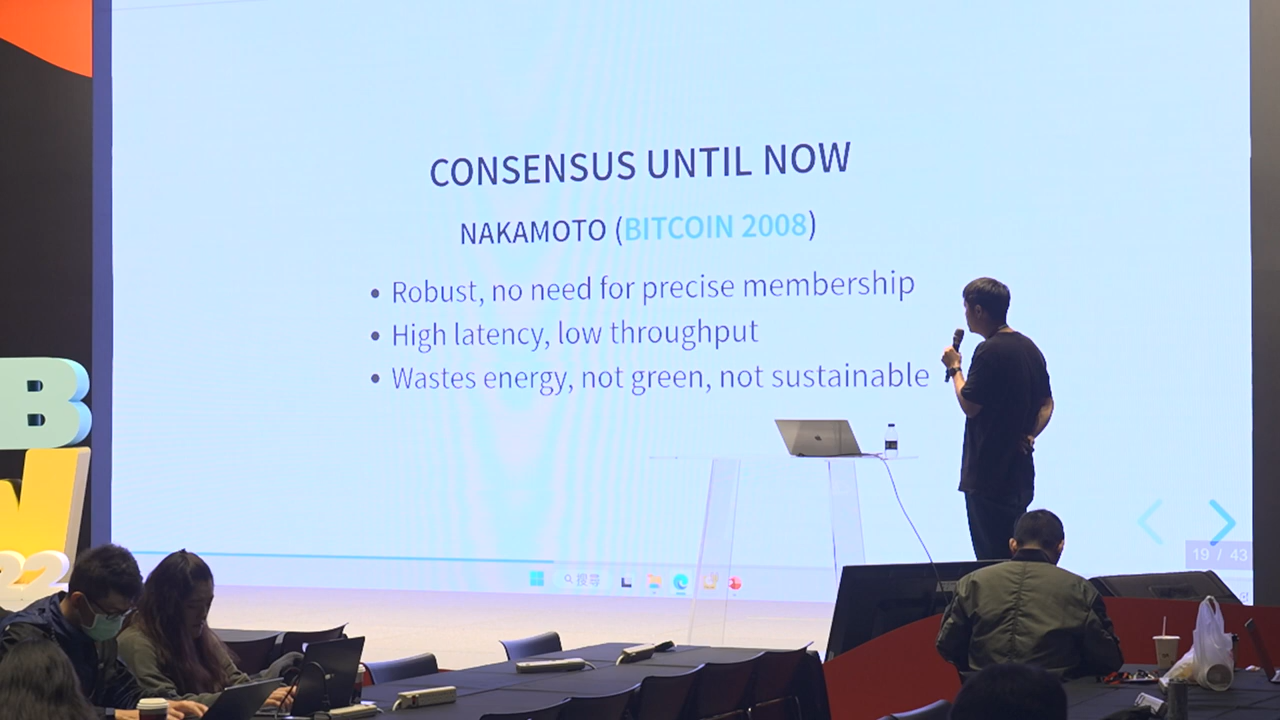 CONSENSUS UNTIL NOW
NAKAMOTO (BITCOIN 2008)
• Robust, no need for precise membership
• High latency, low throughput
• Wastes energy, not green, not sustainable
19 / 43
搜尋
B
W
22